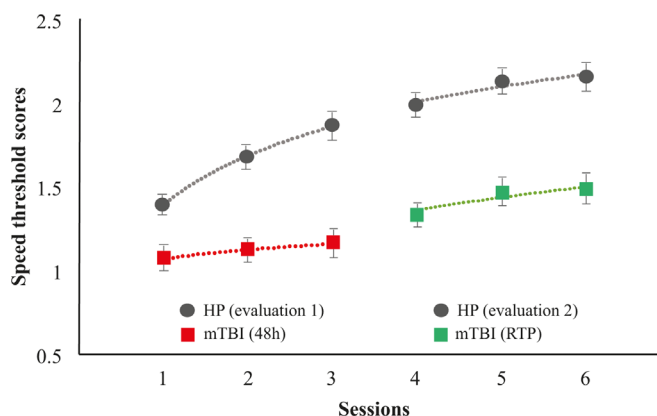 2.5
2
1.5
1
0.5
Speed threshold scores
HP (evaluation 1)
HP (evaluation 2)
mTBI (48h)
mTBI (RTP)
1 2 3 4 5 6
Sessions